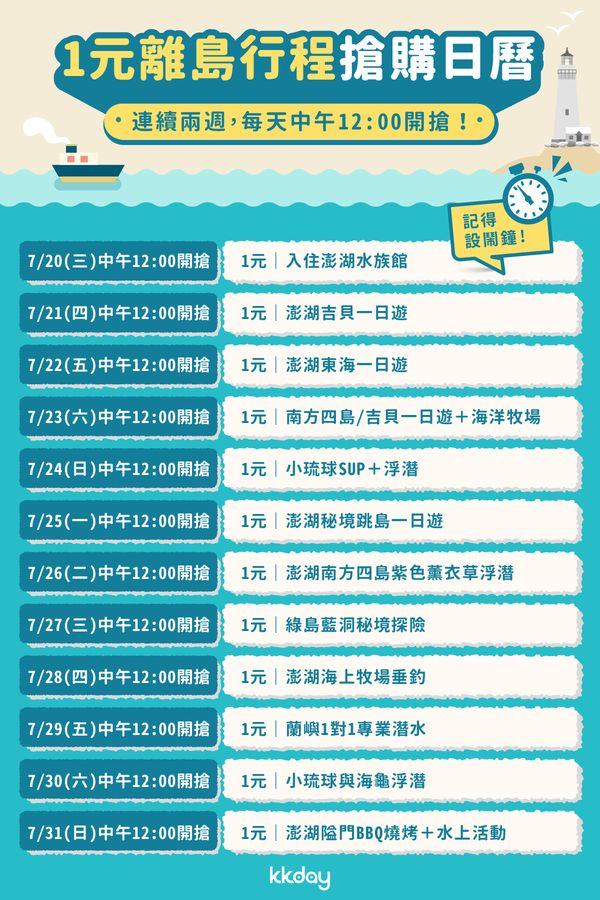 1元離島行程搶購日曆
·連續兩週,每天中午12:00開搶!·
記得
設鬧鐘!
7/20(三)中午12:00開搶 1元｜入住澎湖水族館
7/21(四)中午12:00開搶 1元｜澎湖吉貝一日遊
7/22(五)中午12:00開搶 1元｜澎湖東海一日遊
7/23(六)中午12:00開搶 1元｜南方四島/吉貝一日遊＋海洋牧場
7/24(日)中午12:00開搶 1元｜小琉球SUP＋浮潛
7/25(一)中午12:00開搶 1元｜澎湖秘境跳島一日遊
7/26(二)中午12:00開搶 1元｜澎湖南方四島紫色薰衣草浮潛
7/27(三)中午12:00開搶 1元｜綠島藍洞秘境探險
7/28(四)中午12:00開搶 1元｜澎湖海上牧場垂釣
7/29(五)中午12:00開搶 1元｜蘭嶼1對1專業潛水
7/30(六)中午12:00開搶 1元｜小琉球與海龜浮潛
7/31(日)中午12:00開搶 1元｜澎湖隘門BBQ燒烤＋水上活動
kkday